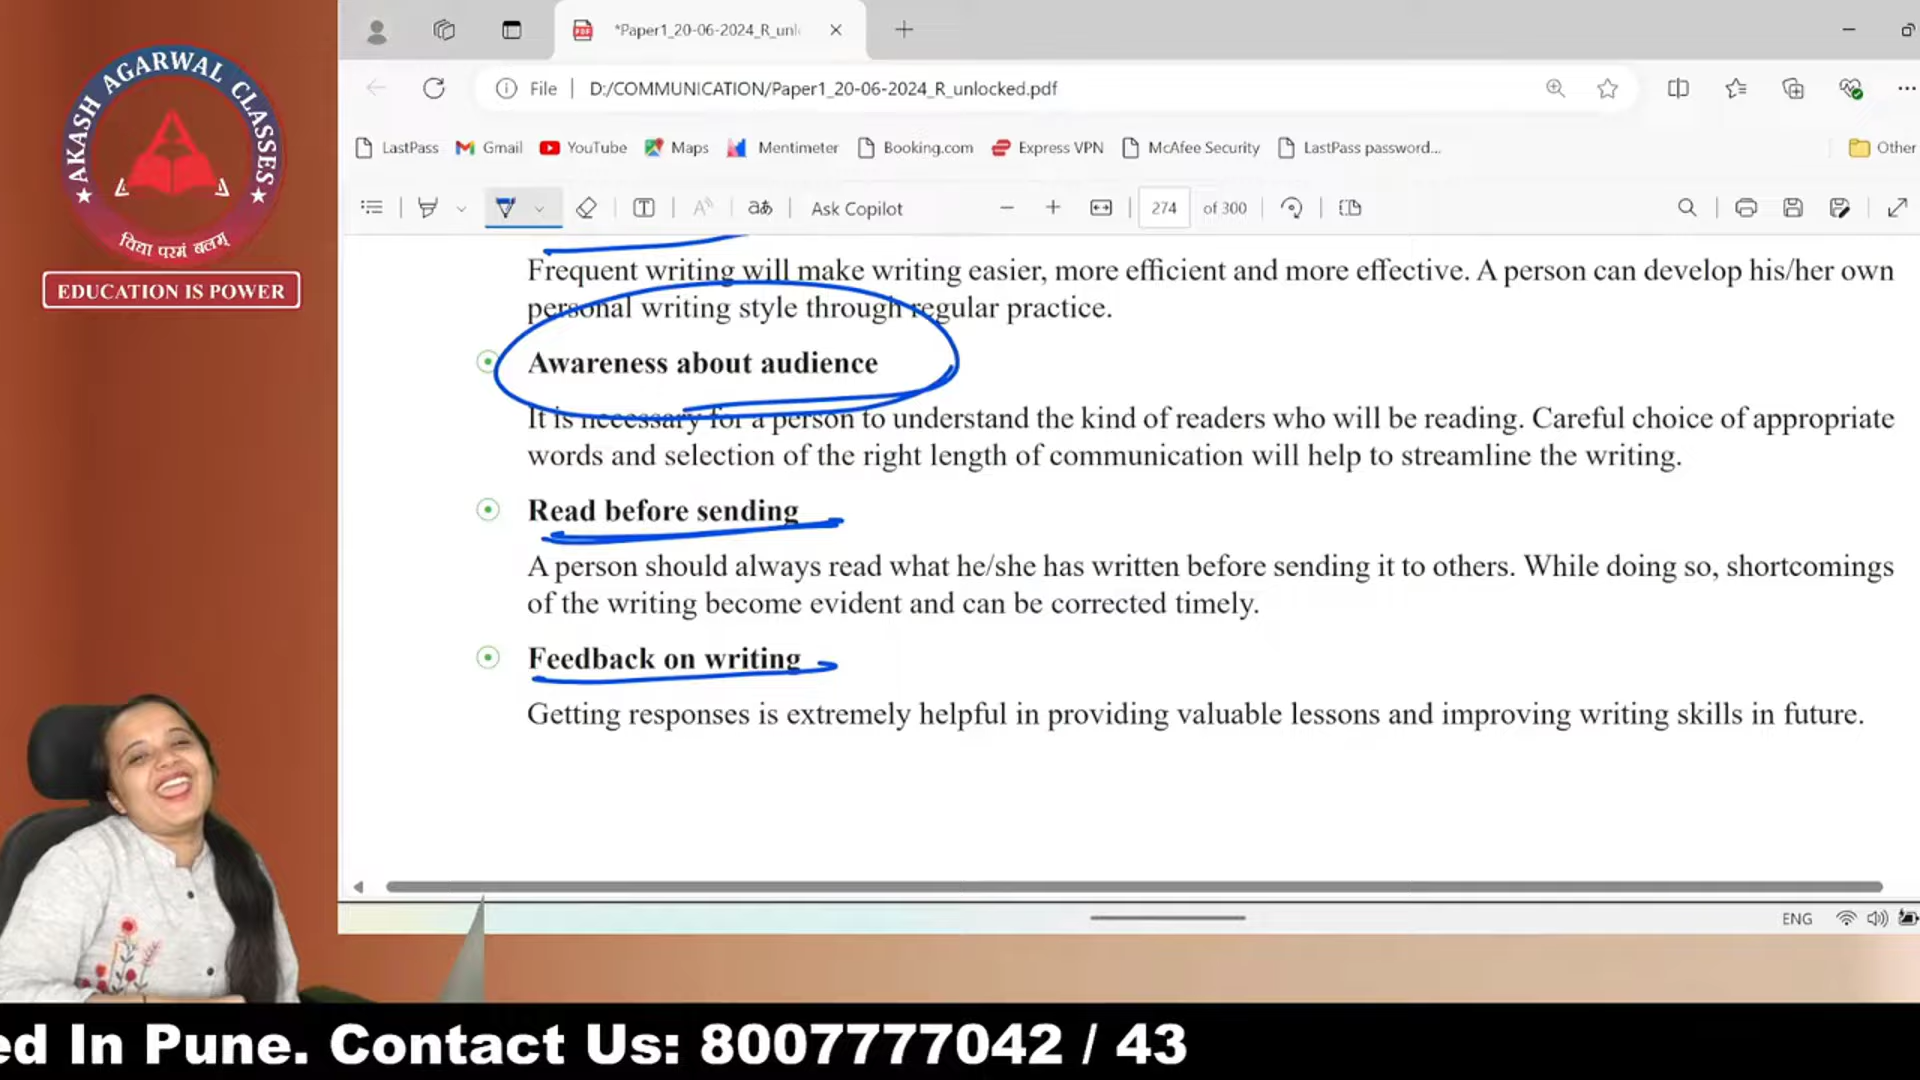 AKASH AGARWAL CLASSES
विद्या परमं बलम्
EDUCATION IS POWER
*Paper1_20-06-2024_R_unl
File
D:/COMMUNICATION/Paper1_20-06-2024_R_unlocked.pdf
LastPass
Gmail
YouTube
Maps
Mentimeter
Booking.com
Express VPN
McAfee Security
LastPass password...
Other
Ask Copilot
274 of 300
Frequent writing will make writing easier, more efficient and more effective. A person can develop his/her own
personal writing style through regular practice.
Awareness about audience
It is necessary for a person to understand the kind of readers who will be reading. Careful choice of appropriate
words and selection of the right length of communication will help to streamline the writing.
Read before sending
A person should always read what he/she has written before sending it to others. While doing so, shortcomings
of the writing become evident and can be corrected timely.
Feedback on writing
Getting responses is extremely helpful in providing valuable lessons and improving writing skills in future.
ENG
ed In Pune. Contact Us: 8007777042 / 43